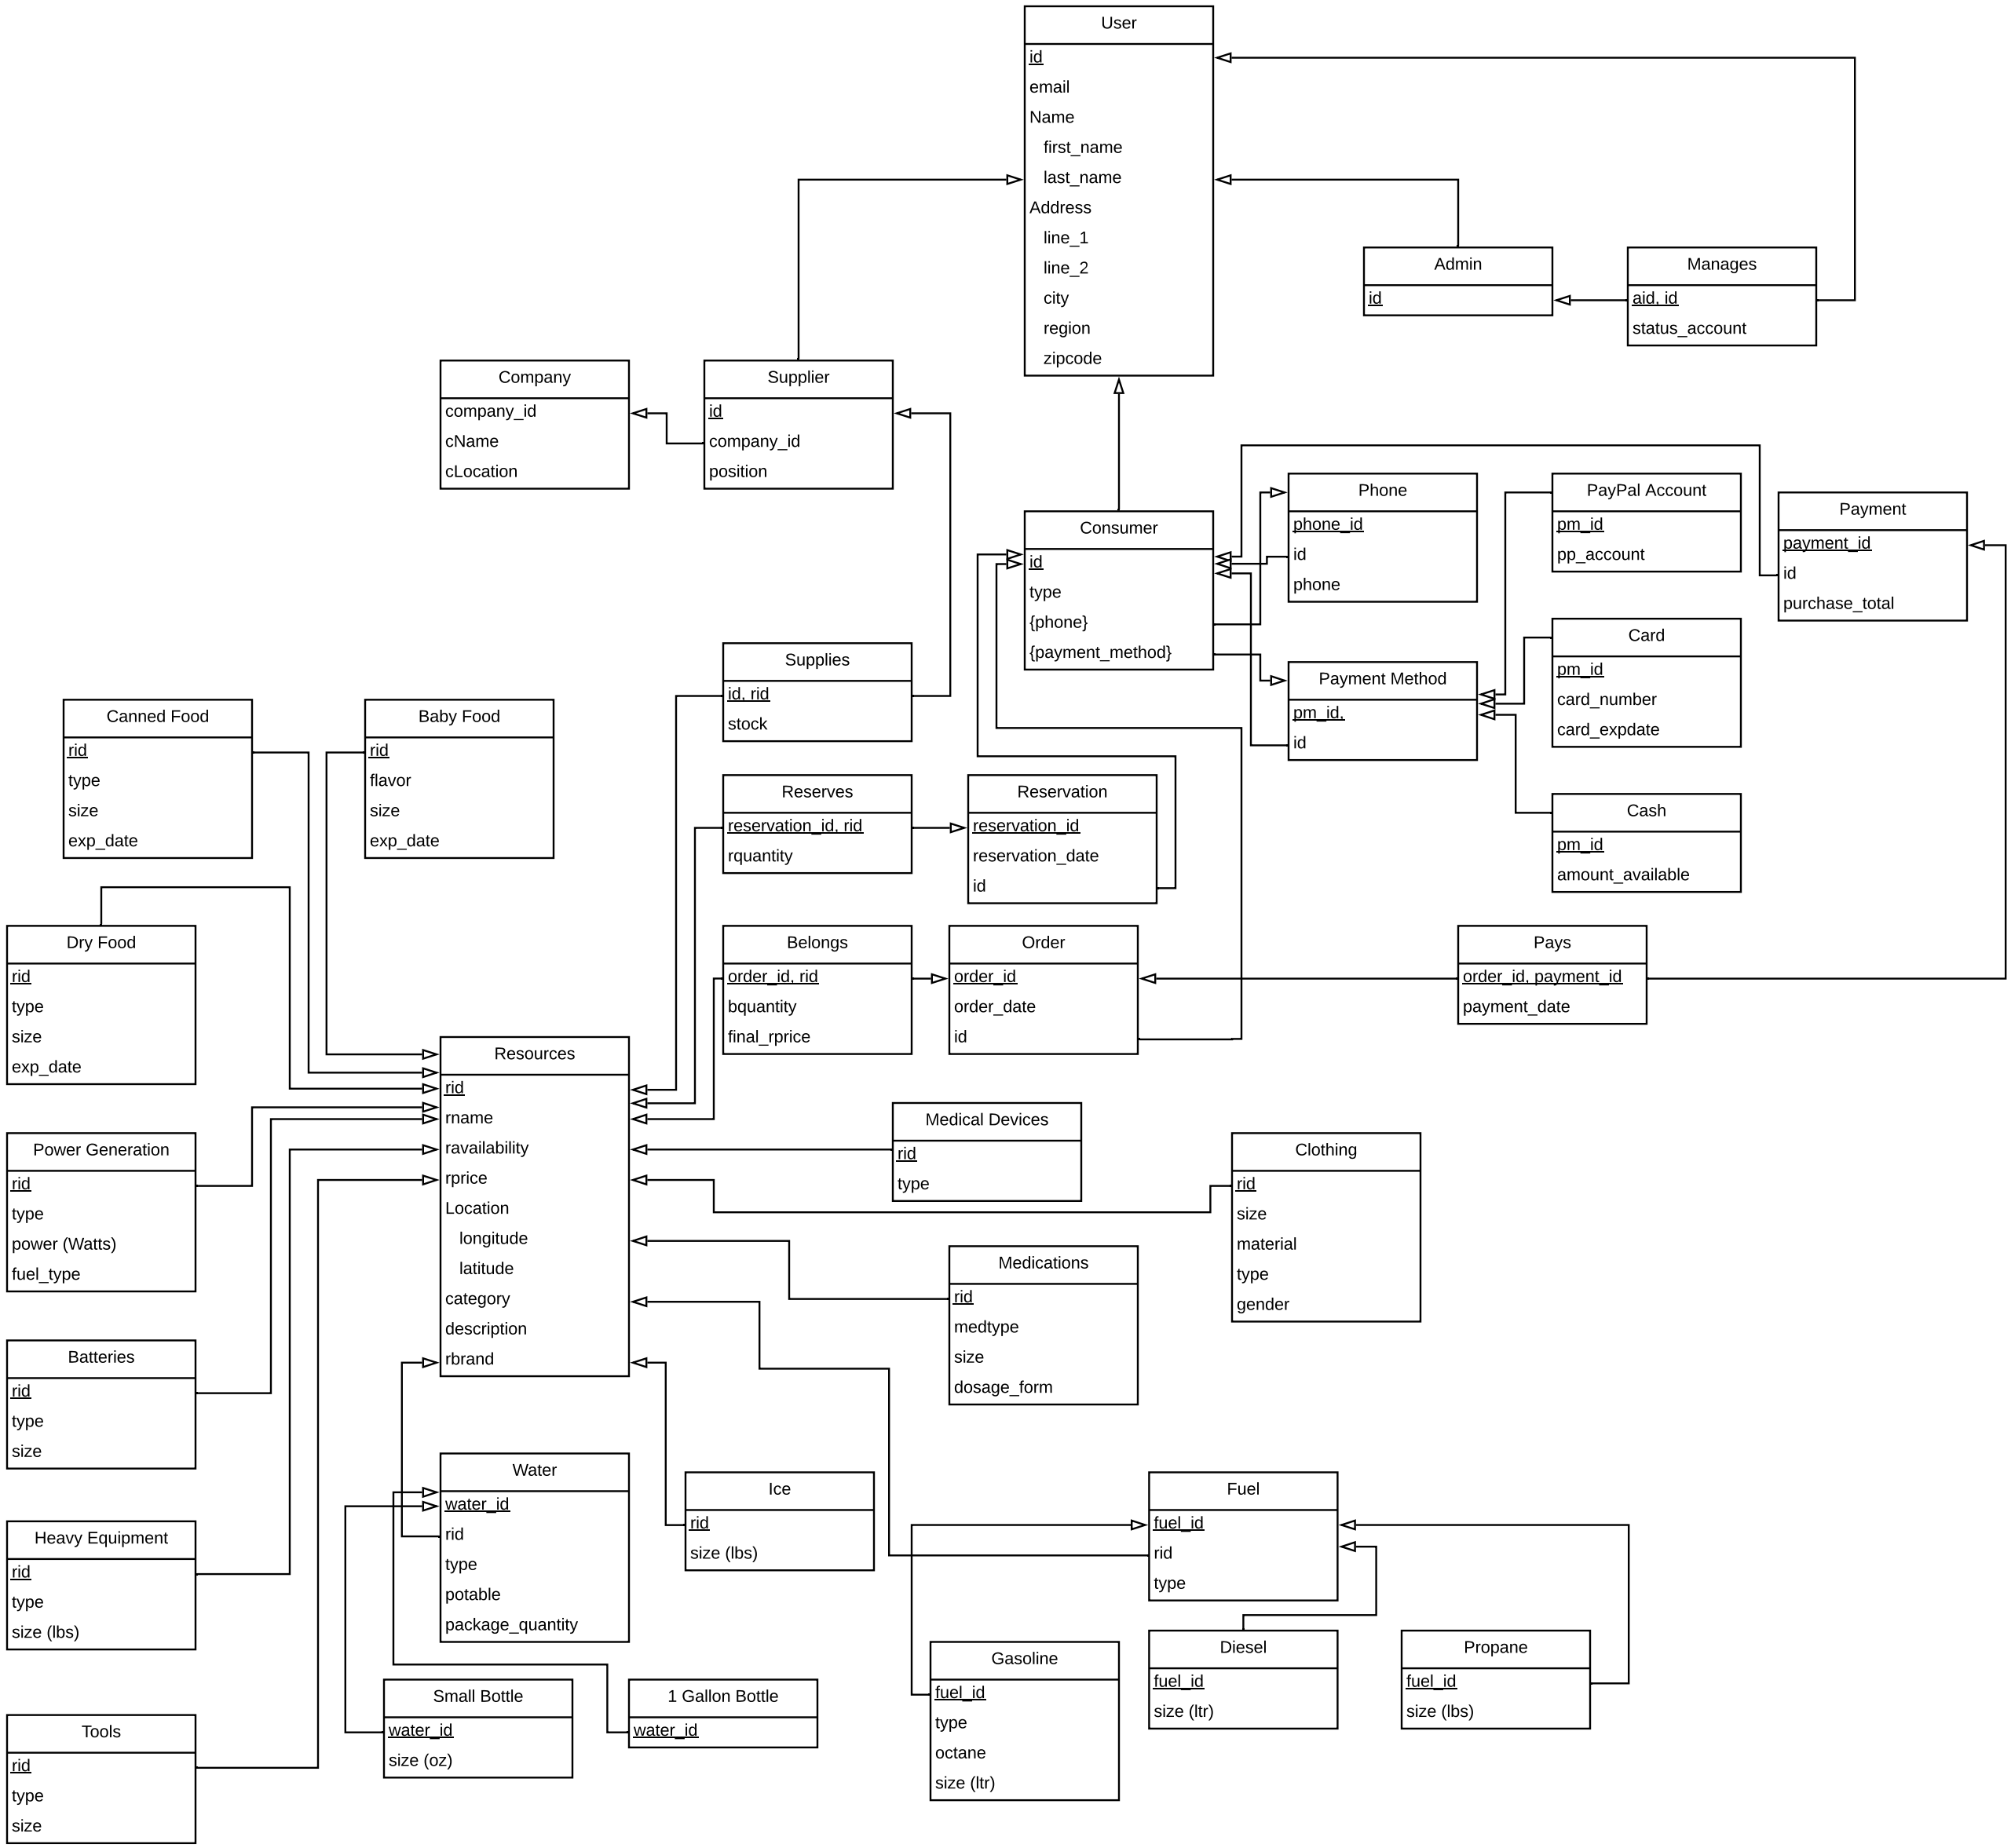 User
id
email
Name
first_name
last_name
Address
line_1
line_2
city
region
zipcode
Admin
id
Manages
aid, id
status_account
Company
company_id
cName
cLocation
Supplier
id
company_id
position
Consumer
id
type
{phone}
{payment_method}
Phone
phone_id
id
phone
PayPal Account
pm_id
pp_account
Payment
payment_id
id
purchase_total
Card
pm_id
card_number
card_expdate
Payment Method
pm_id,
id
Cash
pm_id
amount_available
Supplies
id, rid
stock
Canned Food
rid
type
size
exp_date
Baby Food
rid
flavor
size
exp_date
Reserves
reservation_id, rid
rquantity
Reservation
reservation_id
reservation_date
id
Dry Food
rid
type
size
exp_date
Belongs
order_id, rid
bquantity
final_rprice
Order
order_id
order_date
id
Pays
order_id, payment_id
payment_date
Resources
rid
rname
ravailability
rprice
Location
longitude
latitude
category
description
rbrand
Medical Devices
rid
type
Clothing
rid
size
material
type
gender
Power Generation
rid
type
power (Watts)
fuel_type
Medications
rid
medtype
size
dosage_form
Batteries
rid
type
size
Water
water_id
rid
type
potable
package_quantity
Ice
rid
size (lbs)
Fuel
fuel_id
rid
type
Heavy Equipment
rid
type
size (lbs)
Gasoline
fuel_id
type
octane
size (ltr)
Diesel
fuel_id
size (ltr)
Propane
fuel_id
size (lbs)
Small Bottle
water_id
size (oz)
1 Gallon Bottle
water_id
Tools
rid
type
size